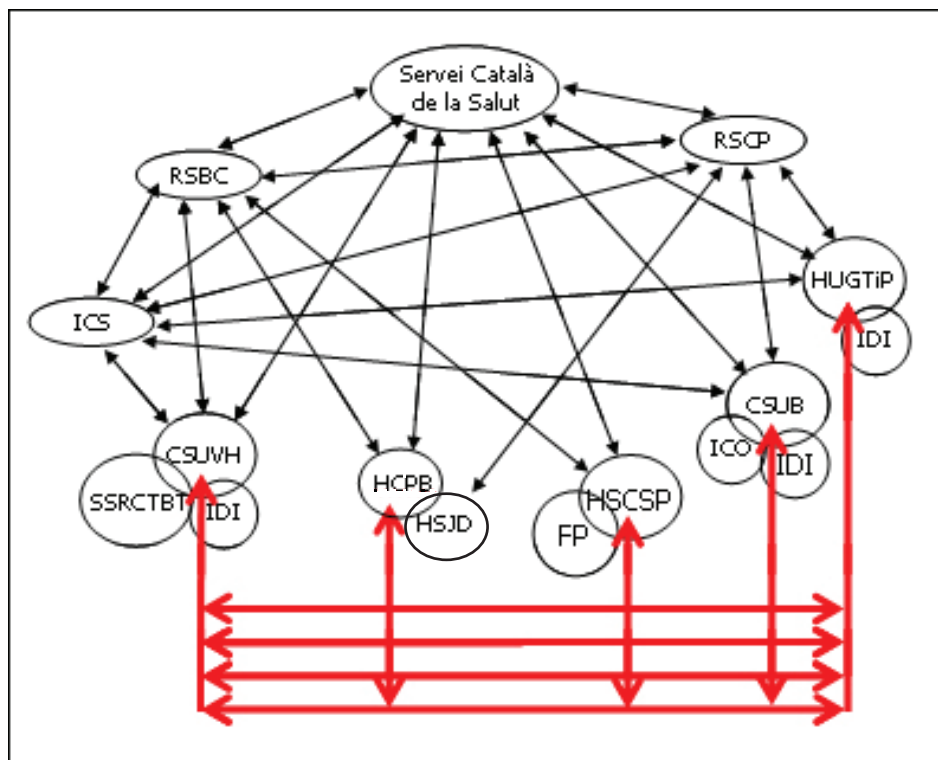 Servei Català
de la Salut
RSCP
RSBC
HUGTiP
ICS
IDI
CSUB
ICO
IDI
CSUVH
SSRCTBT
IDI
HCPB
HSJD
HSCSP
FP